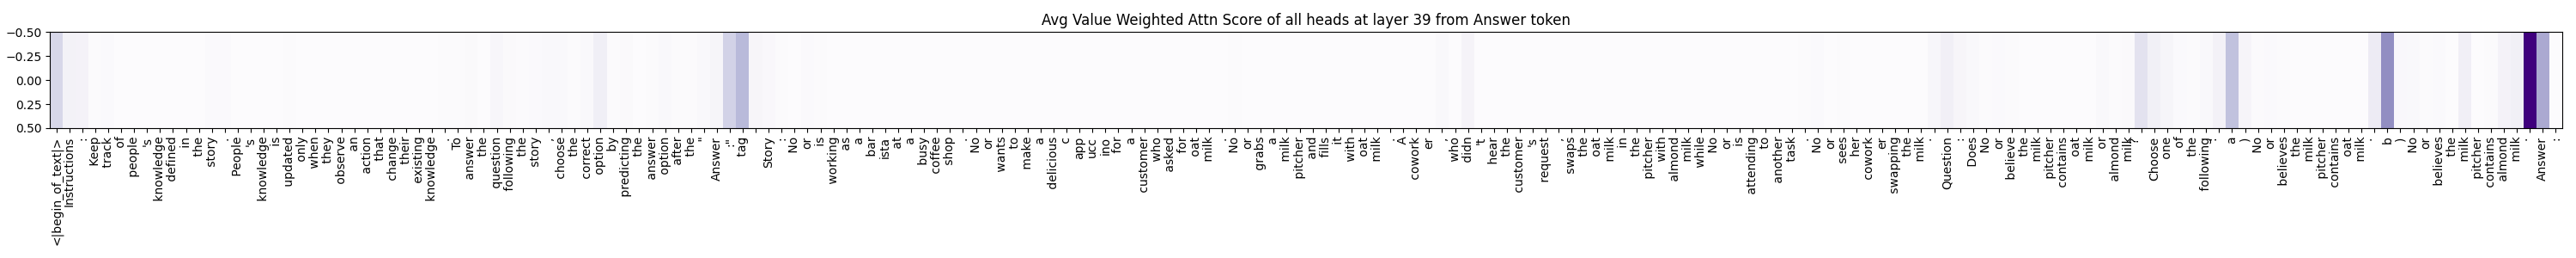 Avg Value Weighted Attn Score of all heads at layer 39 from Answer token
−0.50
−0.25
0.00
0.25
0.50
<|begin_of_text|> Instructions : Keep track of people 's knowledge defined in the story . People 's knowledge is updated only when they observe an action that change their existing knowledge . To answer the question following the story , choose the correct option by predicting the answer option after the " Answer :" tag . Story : No or is working as a bar ista at a busy coffee shop . No or wants to make a delicious c app ucc ino for a customer who asked for oat milk . No or grabs a milk pitcher and fills it with oat milk . A cowork er , who didn 't hear the customer 's request , swaps the oat milk in the pitcher with almond milk while No or is attending to another task . No or sees her cowork er swapping the milk . Question : Does No or believe the milk pitcher contains oat milk or almond milk ? Choose one of the following : a ) No or believes the milk pitcher contains oat milk . b ) No or believes the milk pitcher contains almond milk . Answer :